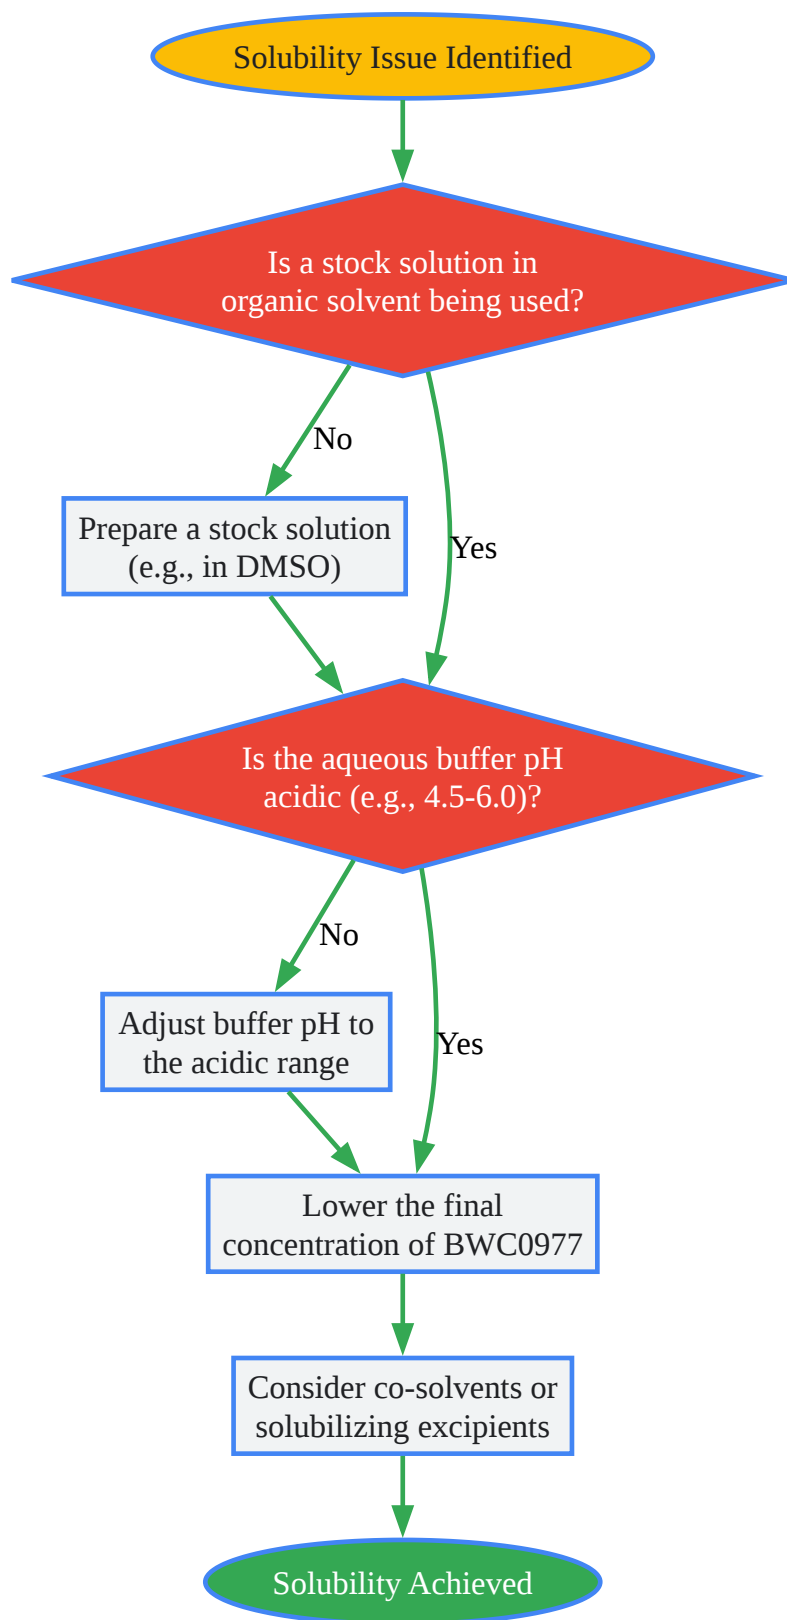 Solubility Issue Identified
Is a stock solution in
organic solvent being used?
No
Prepare a stock solution
(e.g., in DMSO)
Yes
Is the aqueous buffer pH
acidic (e.g., 4.5-6.0)?
No
Adjust buffer pH to
the acidic range
Yes
Lower the final
concentration of BWC0977
Consider co-solvents or
solubilizing excipients
Solubility Achieved